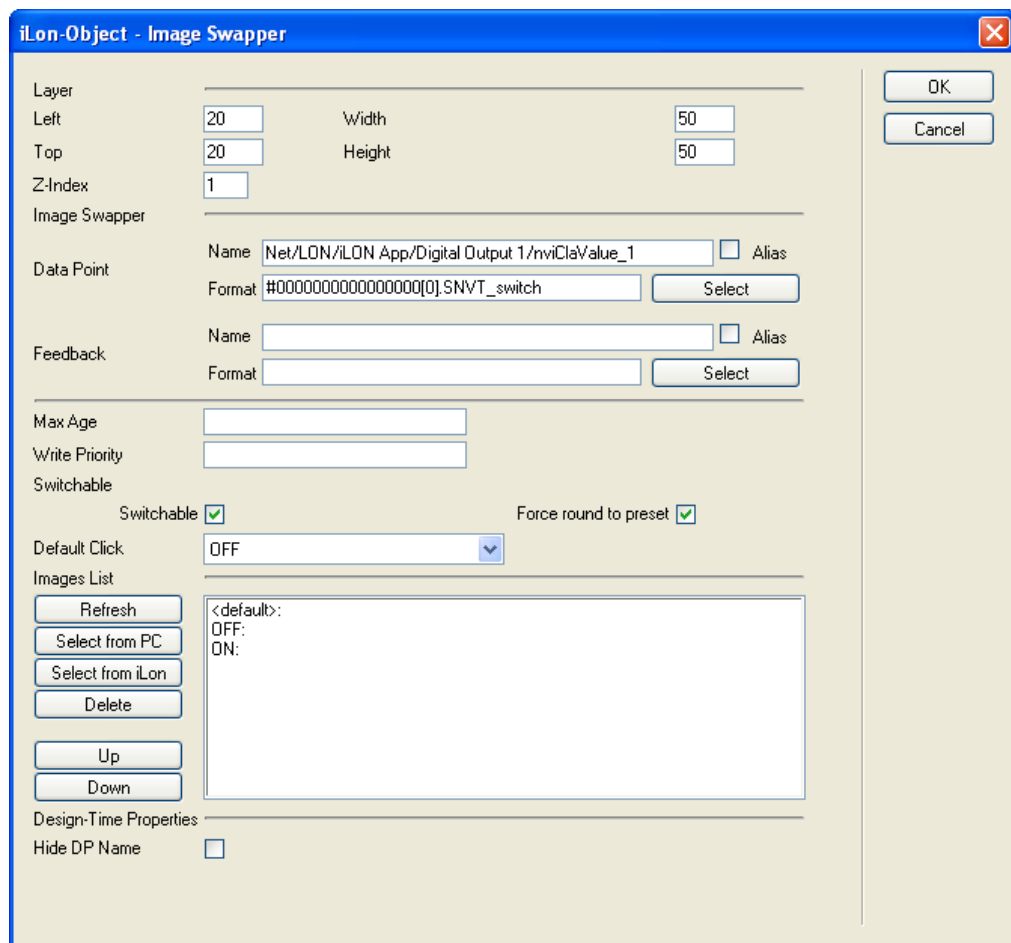 iLon-Object - Image Swapper
OK
Cancel
Layer
Left 20 Width 50
Top 20 Height 50
Z-Index 1
Image Swapper
Data Point
Name Net/LON/iLON App/Digital Output 1/nviClaValue_1 Alias
Format #0000000000000000[0].SNVT_switch Select
Feedback
Name Alias
Format Select
Max Age
Write Priority
Switchable
Switchable Force round to preset
Default Click OFF
Images List
Refresh
Select from PC
Select from iLon
Delete
Up
Down
<default>:
OFF:
ON:
Design-Time Properties
Hide DP Name